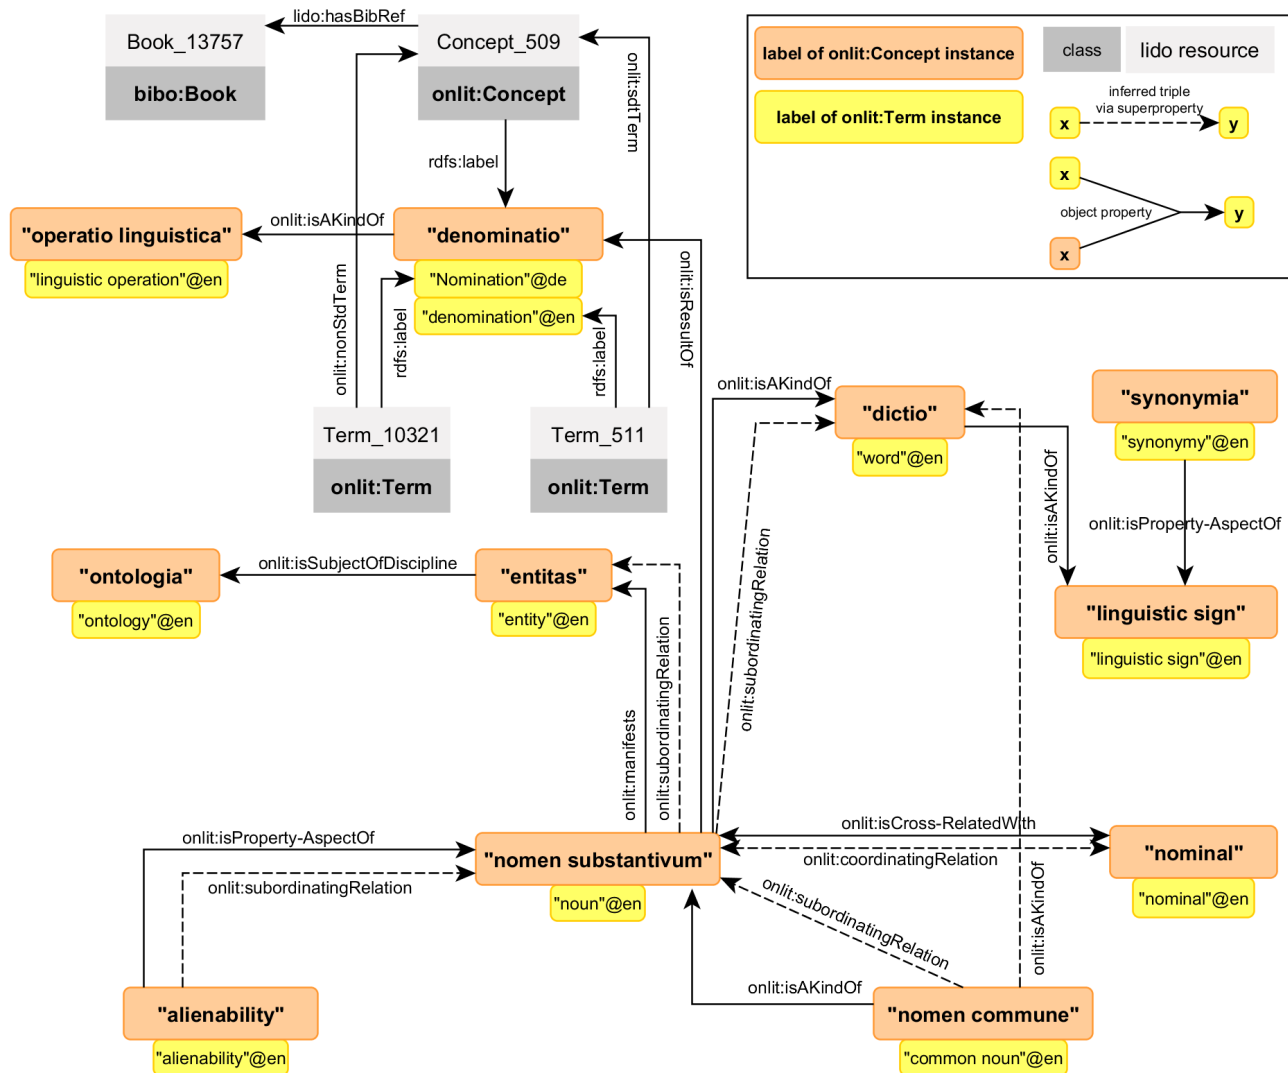 lido:hasBibRef
Book_13757
bibo:Book
Concept_509
onlit:Concept
onlit:sdtTerm
rdfs:label
label of onlit:Concept instance
class
lido resource
label of onlit:Term instance
inferred triple
via superproperty
x
y
x
object property
y
x
"operatio linguistica"
"linguistic operation"@en
onlit:isAKindOf
"denominatio"
"Nomination"@de
"denomination"@en
onlit:nonStdTerm
rdfs:label
rdfs:label
onlit:isResultOf
Term_10321
onlit:Term
Term_511
onlit:Term
onlit:isAKindOf
"dictio"
"word"@en
onlit:isAKindOf
"synonymia"
"synonymy"@en
onlit:isProperty-AspectOf
"linguistic sign"
"linguistic sign"@en
"ontologia"
"ontology"@en
onlit:isSubjectOfDiscipline
"entitas"
"entity"@en
onlit:manifests
onlit:subordinatingRelation
onlit:subordinatingRelation
onlit:isProperty-AspectOf
onlit:subordinatingRelation
"nomen substantivum"
"noun"@en
onlit:isCross-RelatedWith
onlit:coordinatingRelation
"nominal"
"nominal"@en
onlit:subordinatingRelation
onlit:isAKindOf
onlit:isAKindOf
"alienability"
"alienability"@en
"nomen commune"
"common noun"@en